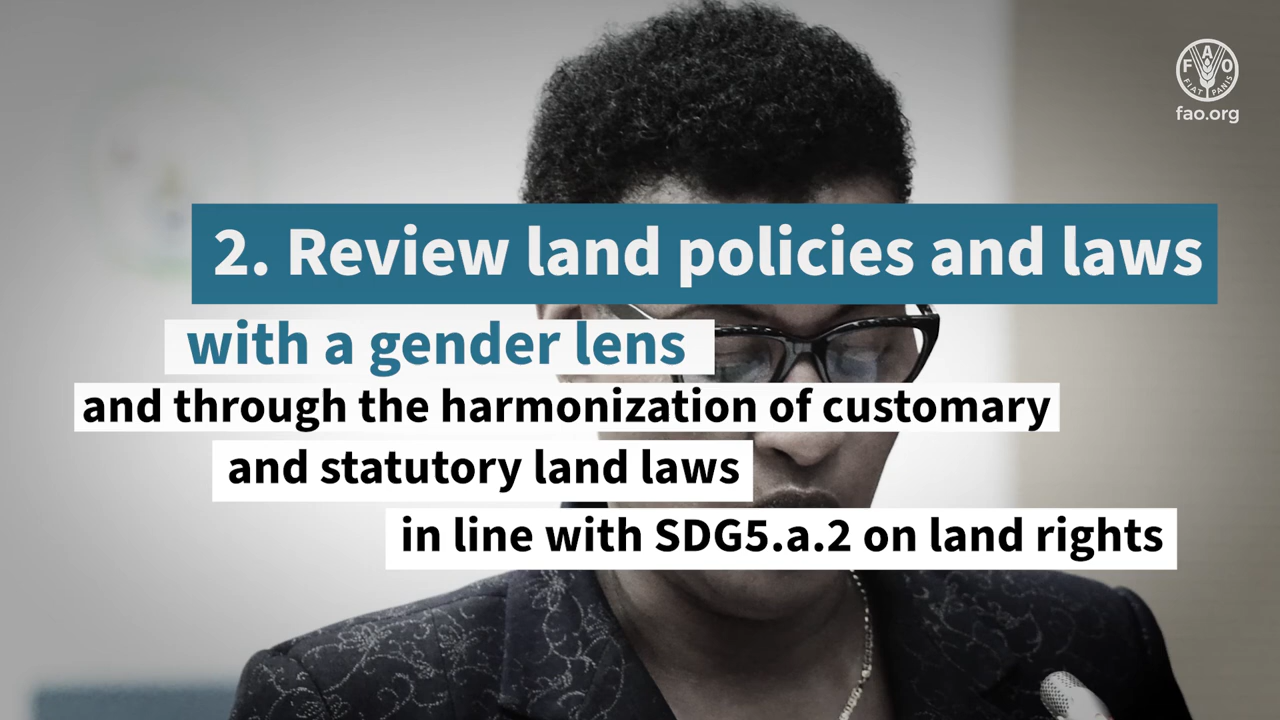 F A O
FIAT PANIS
fao.org
2. Review land policies and laws
with a gender lens
and through the harmonization of customary
and statutory land laws
in line with SDG5.a.2 on land rights